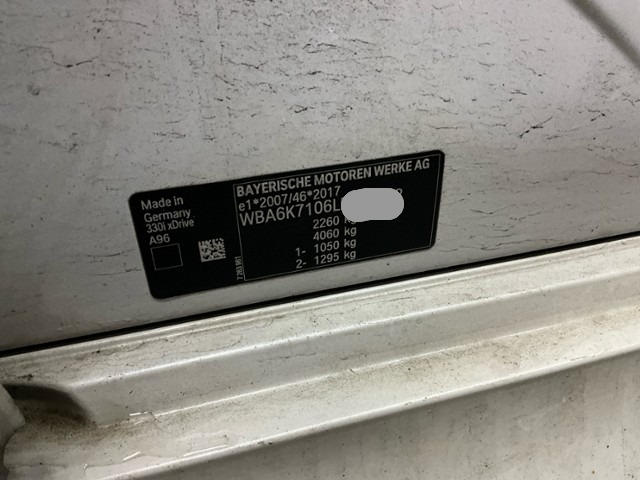 BAYERISCHE MOTOREN WERKE AG
e1*2007/46*2017
WBA6K7106L
2260 kg
4060 kg
1- 1050 kg
2- 1295 kg
Made in
Germany
330i xDrive
A96